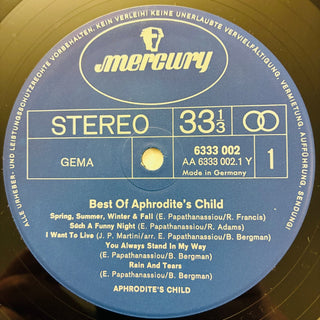 ALLE URHEBER- UND LEISTUNGSSCHUTZRECHTE VORBEHALTEN. KEIN VERLEIH! KEINE UNERLAUBTE VERVIELFÄLTIGUNG, VERMIETUNG, AUFFÜHRUNG, SENDUNG!
mercury
STEREO 33 1/3
GEMA
6333 002
AA 6333 002.1 Y
Made in Germany
1
Best Of Aphrodite's Child
Spring, Summer, Winter & Fall (E. Papathanassiou/R. Francis)
Såch A Funny Night (E. Papathanassiou/R. Adams)
I Want To Live (J. P. Martini/arr. E. Papathanassiou/B. Bergman)
You Always Stand In My Way
(E. Papathanassiou/B. Bergman)
Rain And Tears
(E. Papathanassiou/B. Bergman)
APHRODITE'S CHILD